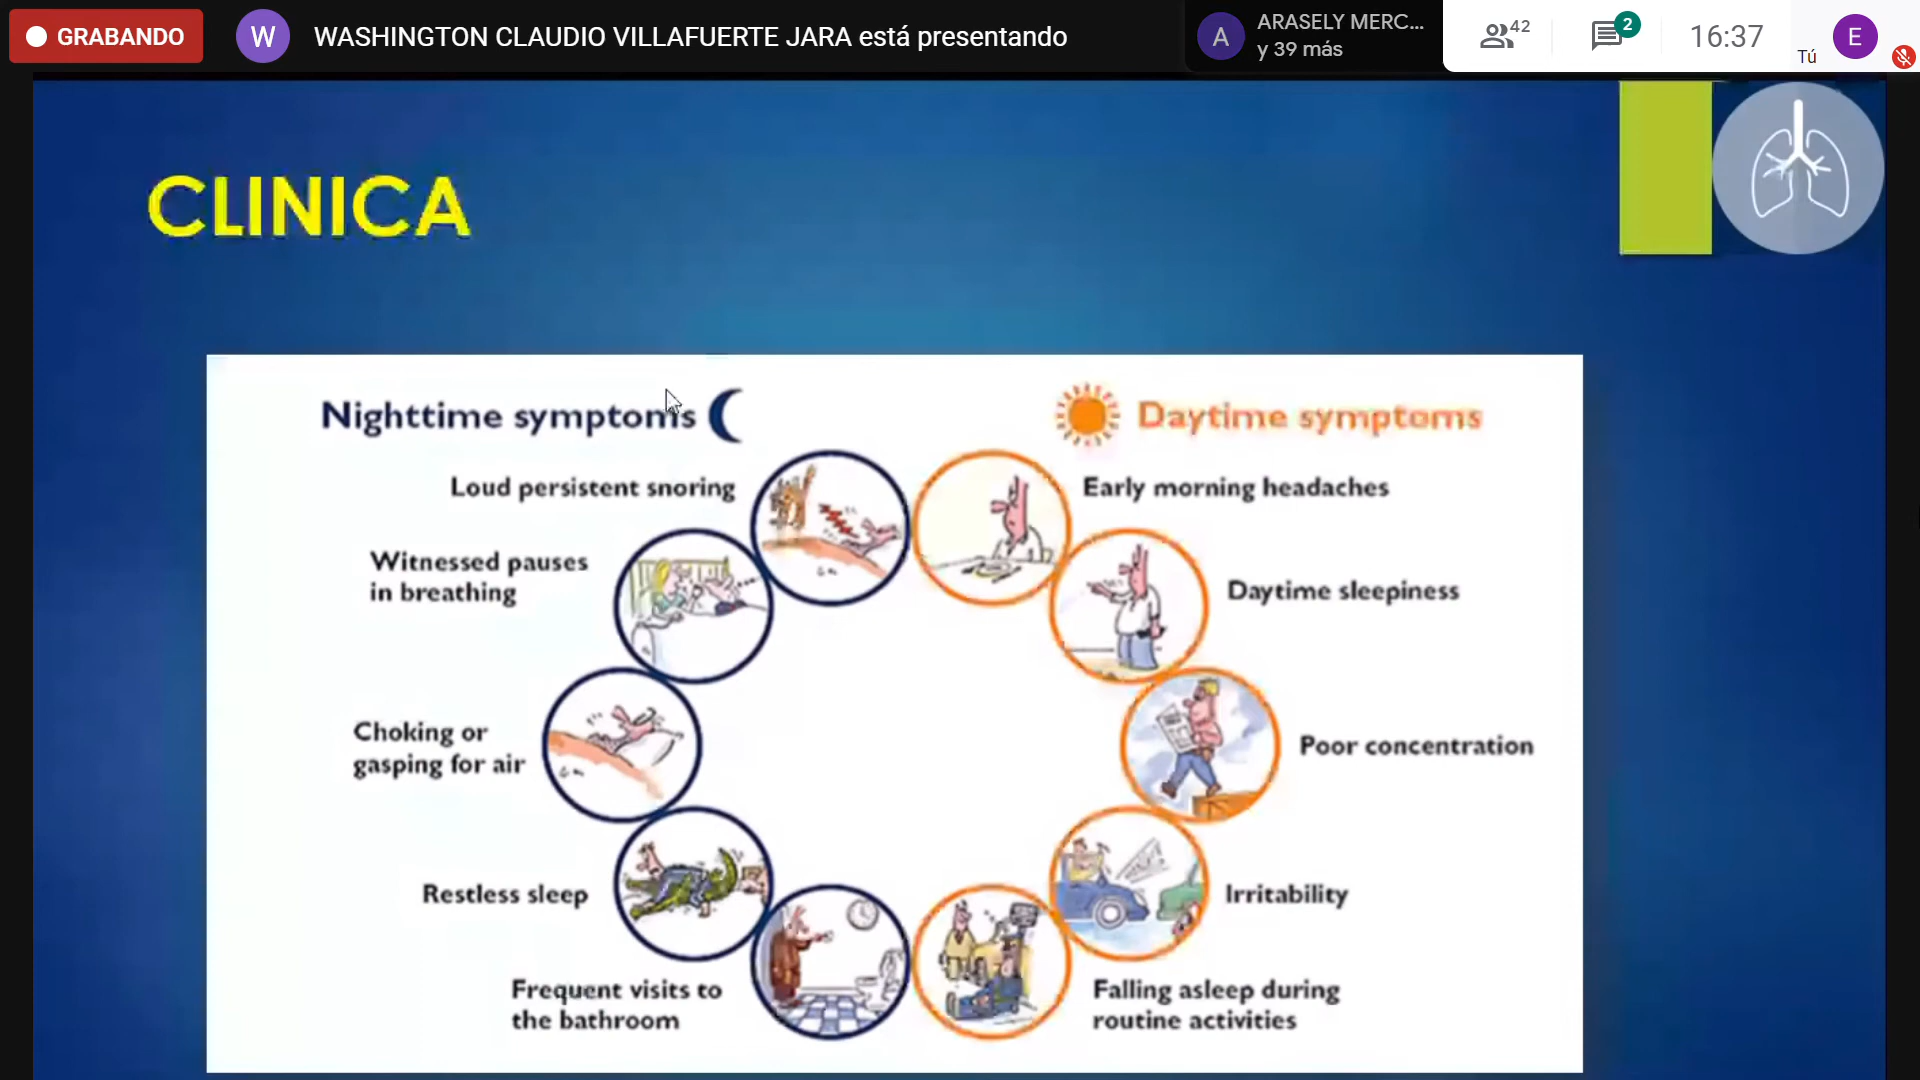 GRABANDO
W
WASHINGTON CLAUDIO VILLAFUERTE JARA está presentando
A
ARASELY MERC...
y 39 más
42
2
16:37
Tú
E
CLINICA
Nighttime symptoms
Daytime symptoms
Loud persistent snoring
Early morning headaches
Witnessed pauses
in breathing
Daytime sleepiness
Choking or
gasping for air
Poor concentration
Restless sleep
Irritability
Frequent visits to
the bathroom
Falling asleep during
routine activities